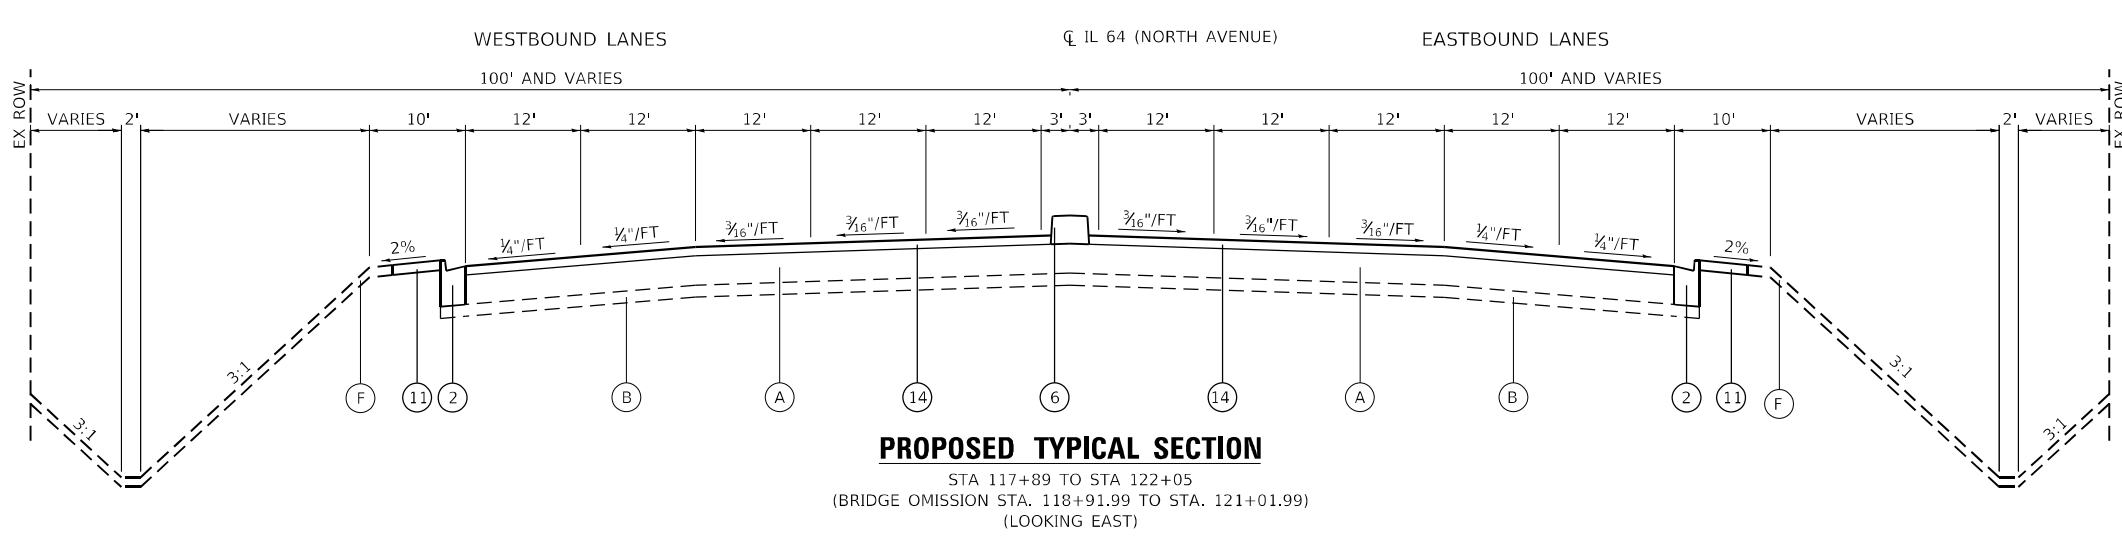 WESTBOUND LANES
℄ IL 64 (NORTH AVENUE)
EASTBOUND LANES
100' AND VARIES
100' AND VARIES
EX ROW
EX ROW
VARIES 2' VARIES 10' 12' 12' 12' 12' 12' 3' 3' 12' 12' 12' 12' 12' 10' VARIES 2' VARIES
2% 1/4"/FT 1/4"/FT 3/16"/FT 3/16"/FT 3/16"/FT 3/16"/FT 3/16"/FT 3/16"/FT 1/4"/FT 1/4"/FT 2%
3:1 3:1 3:1 3:1
F 11 2 B A 14 6 14 A B 2 11 F
PROPOSED TYPICAL SECTION
STA 117+89 TO STA 122+05
(BRIDGE OMISSION STA. 118+91.99 TO STA. 121+01.99)
(LOOKING EAST)